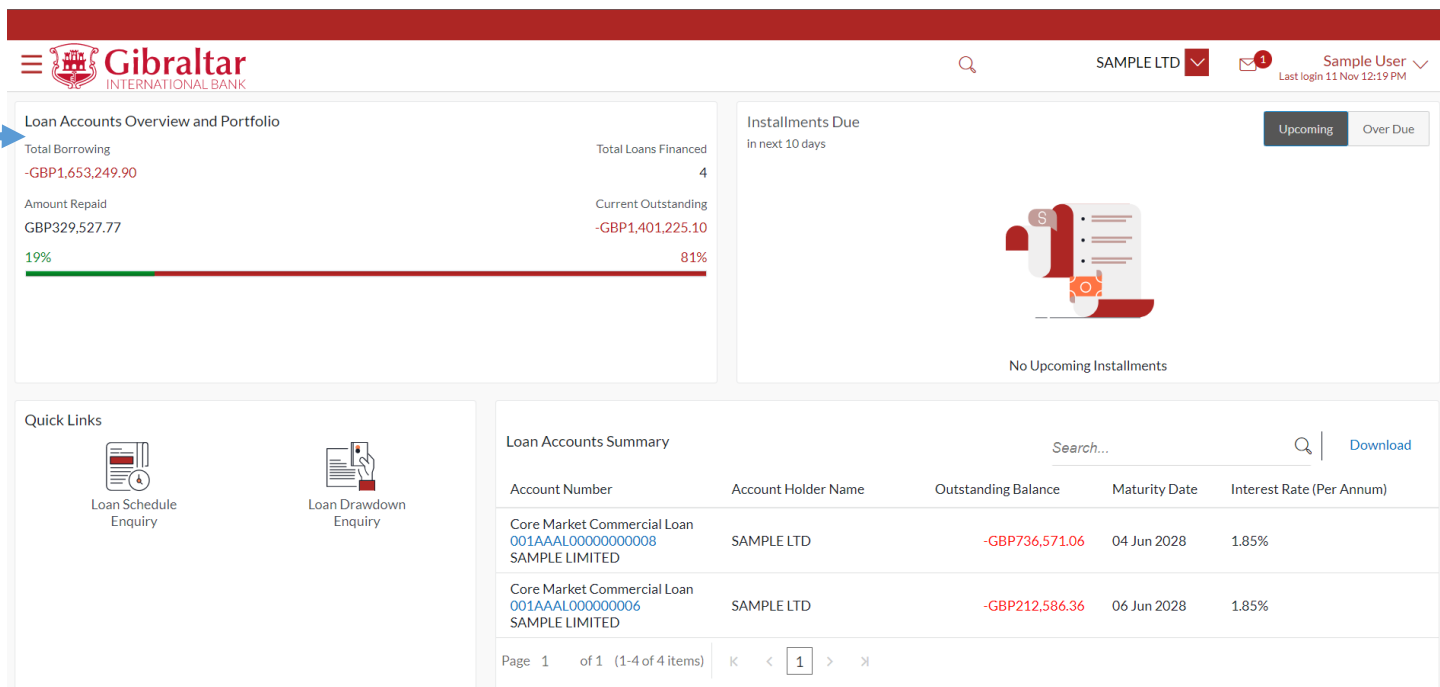 Gibraltar
INTERNATIONAL BANK
SAMPLE LTD
1
Sample User
Last login 11 Nov 12:19 PM
Loan Accounts Overview and Portfolio
Total Borrowing
Total Loans Financed
-GBP1,653,249.90
4
Amount Repaid
Current Outstanding
GBP329,527.77
-GBP1,401,225.10
19%
81%
Installments Due
in next 10 days
Upcoming
Over Due
S
No Upcoming Installments
Quick Links
Loan Schedule
Enquiry
Loan Drawdown
Enquiry
Loan Accounts Summary
Search...
Download
Account Number
Account Holder Name
Outstanding Balance
Maturity Date
Interest Rate (Per Annum)
Core Market Commercial Loan
001AAAL00000000008
SAMPLE LIMITED
SAMPLE LTD
-GBP736,571.06
04 Jun 2028
1.85%
Core Market Commercial Loan
001AAAL000000006
SAMPLE LIMITED
SAMPLE LTD
-GBP212,586.36
06 Jun 2028
1.85%
Page 1 of 1 (1-4 of 4 items)
1